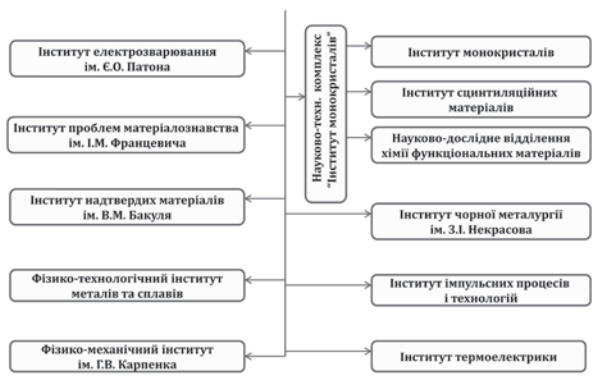 Інститут електрозварювання
ім. Є.О. Патона
Інститут проблем матеріалознавства
ім. І.М. Францевича
Інститут надтвердих матеріалів
ім. В.М. Бакуля
Фізико-технологічний інститут
металів та сплавів
Фізико-механічний інститут
ім. Г.В. Карпенка
Науково-техн. комплекс
"Інститут монокристалів"
Інститут монокристалів
Інститут сцинтиляційних
матеріалів
Науково-дослідне відділення
хімії функціональних матеріалів
Інститут чорної металургії
ім. З.І. Некрасова
Інститут імпульсних процесів
і технологій
Інститут термоелектрики